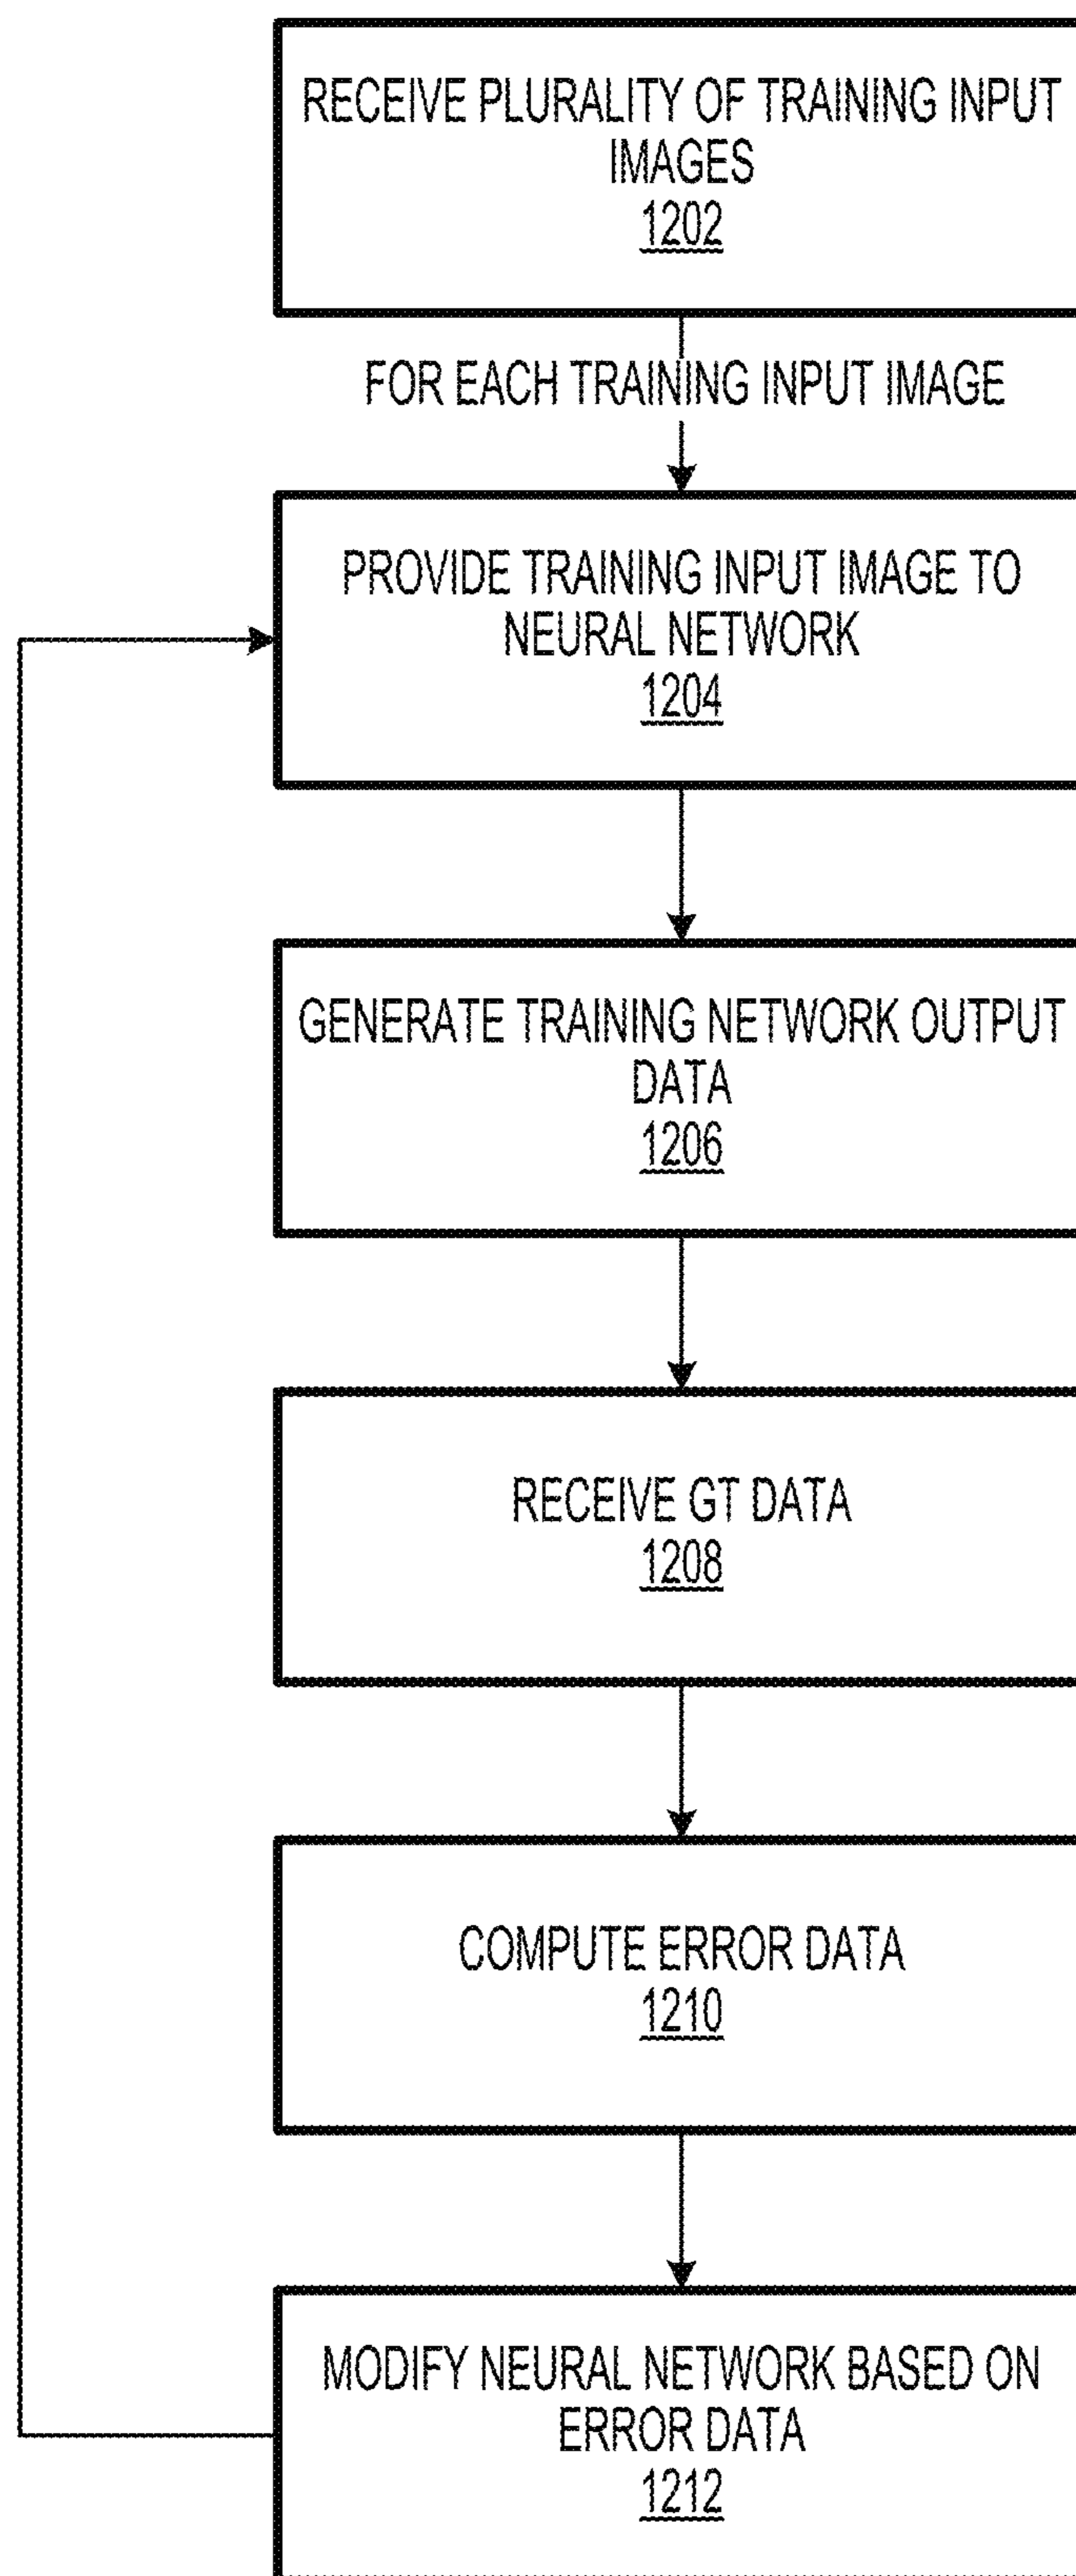 RECEIVE PLURALITY OF TRAINING INPUT
IMAGES
1202
FOR EACH TRAINING INPUT IMAGE
PROVIDE TRAINING INPUT IMAGE TO
NEURAL NETWORK
1204
GENERATE TRAINING NETWORK OUTPUT
DATA
1206
RECEIVE GT DATA
1208
COMPUTE ERROR DATA
1210
MODIFY NEURAL NETWORK BASED ON
ERROR DATA
1212